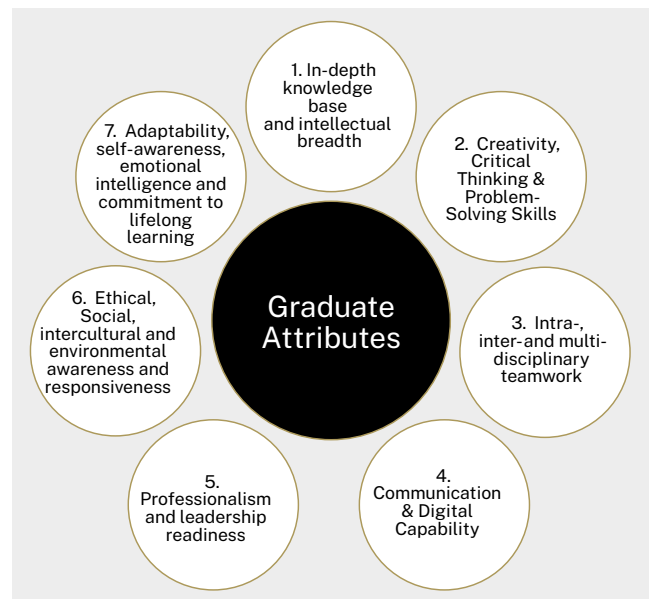 1. In-depth
knowledge
base
and intellectual
breadth
2. Creativity,
Critical
Thinking &
Problem-
Solving Skills
3. Intra-,
inter-and multi-
disciplinary
teamwork
4.
Communication
& Digital
Capability
5.
Professionalism
and leadership
readiness
6. Ethical,
Social,
intercultural and
environmental
awareness and
responsiveness
7. Adaptability,
self-awareness,
emotional
intelligence and
commitment to
lifelong
learning
Graduate
Attributes